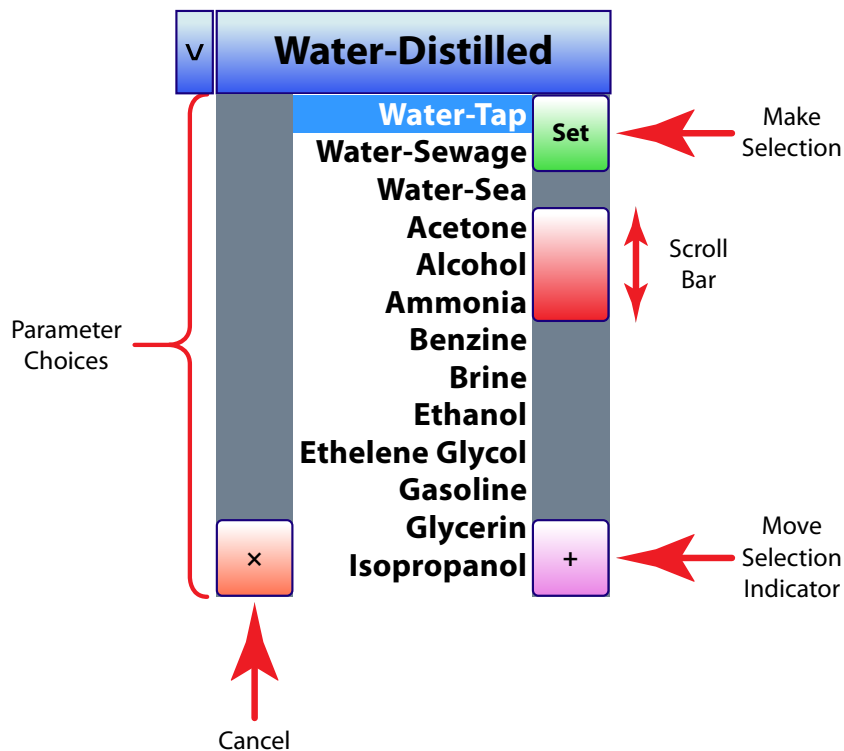 V
Water-Distilled
Water-Tap
Water-Sewage
Water-Sea
Acetone
Alcohol
Ammonia
Benzine
Brine
Ethanol
Ethelene Glycol
Gasoline
Glycerin
Isopropanol
Set
×
+
Make
Selection
Scroll
Bar
Parameter
Choices
Move
Selection
Indicator
Cancel